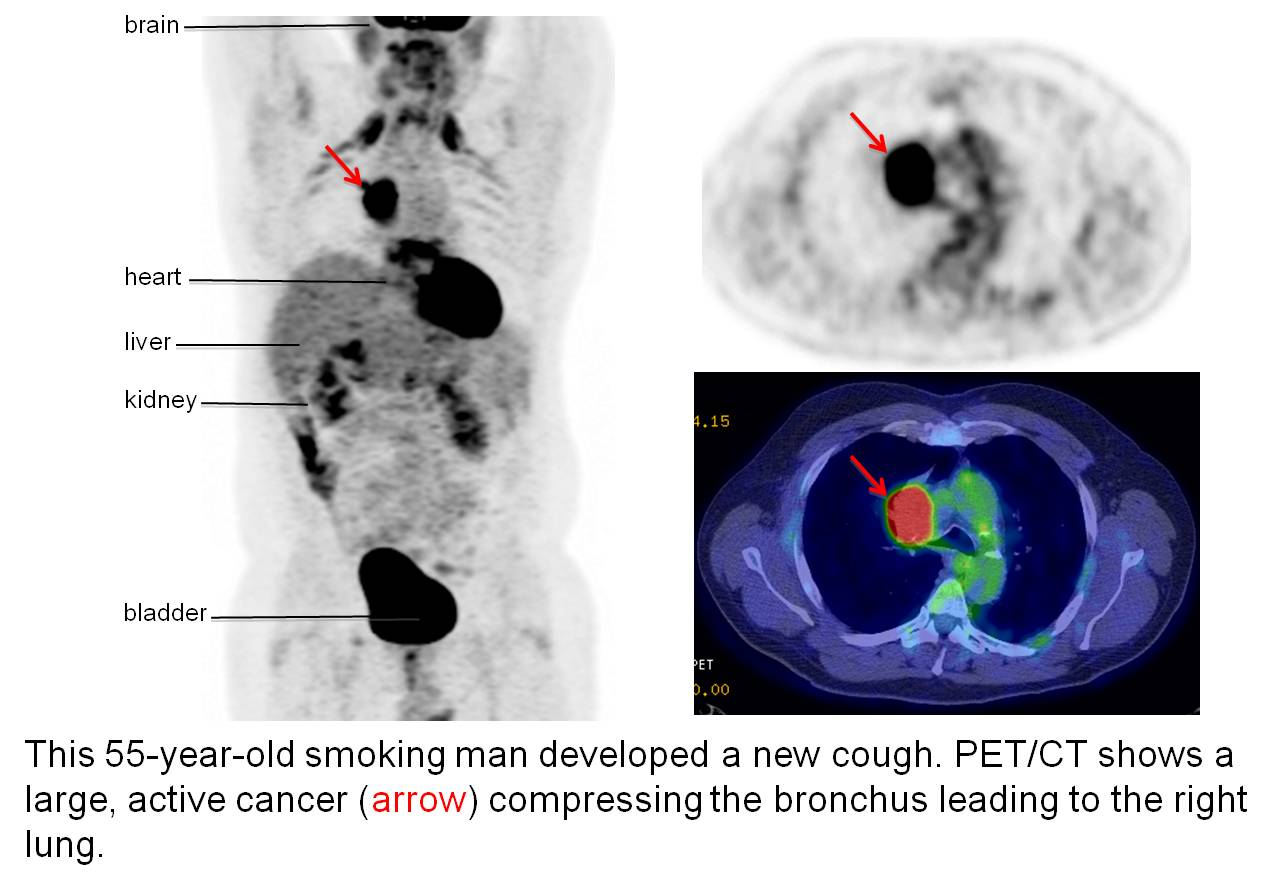 brain
heart
liver
kidney
bladder
4.15
PET
0.00
This 55-year-old smoking man developed a new cough. PET/CT shows a
large, active cancer (arrow) compressing the bronchus leading to the right
lung.